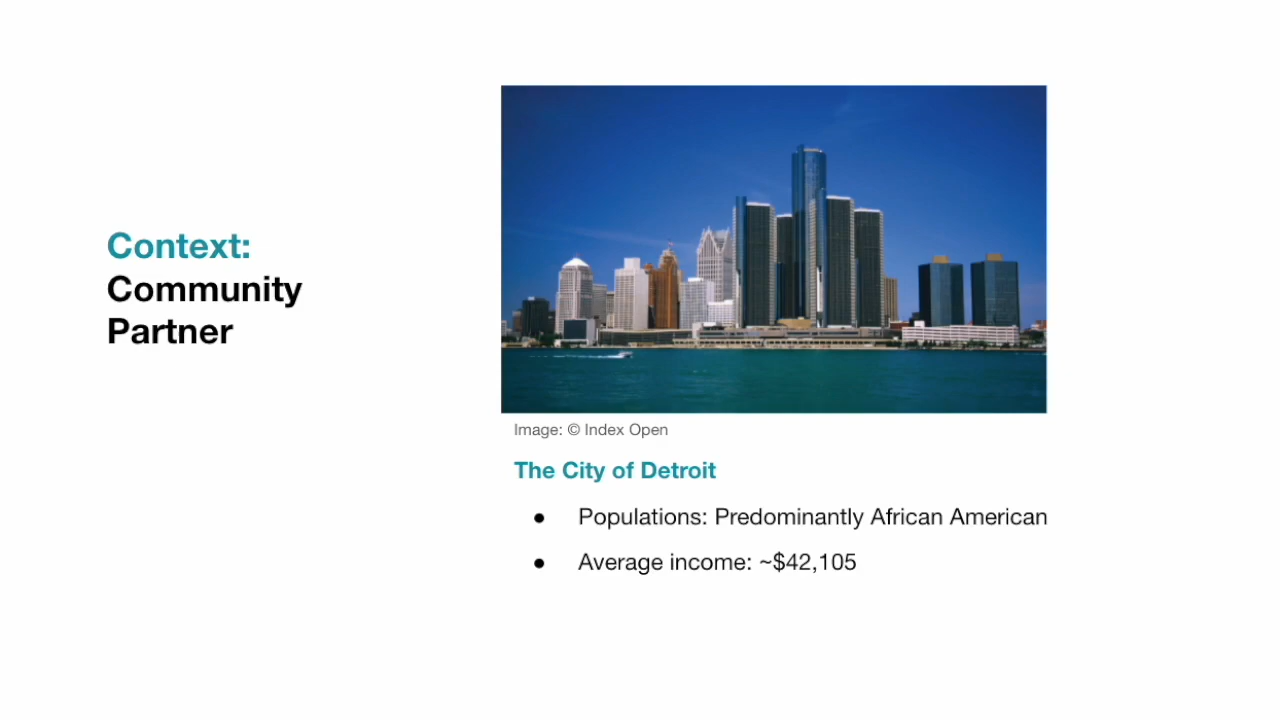 Context:
Community
Partner
Image: © Index Open
The City of Detroit
● Populations: Predominantly African American
● Average income: ~$42,105